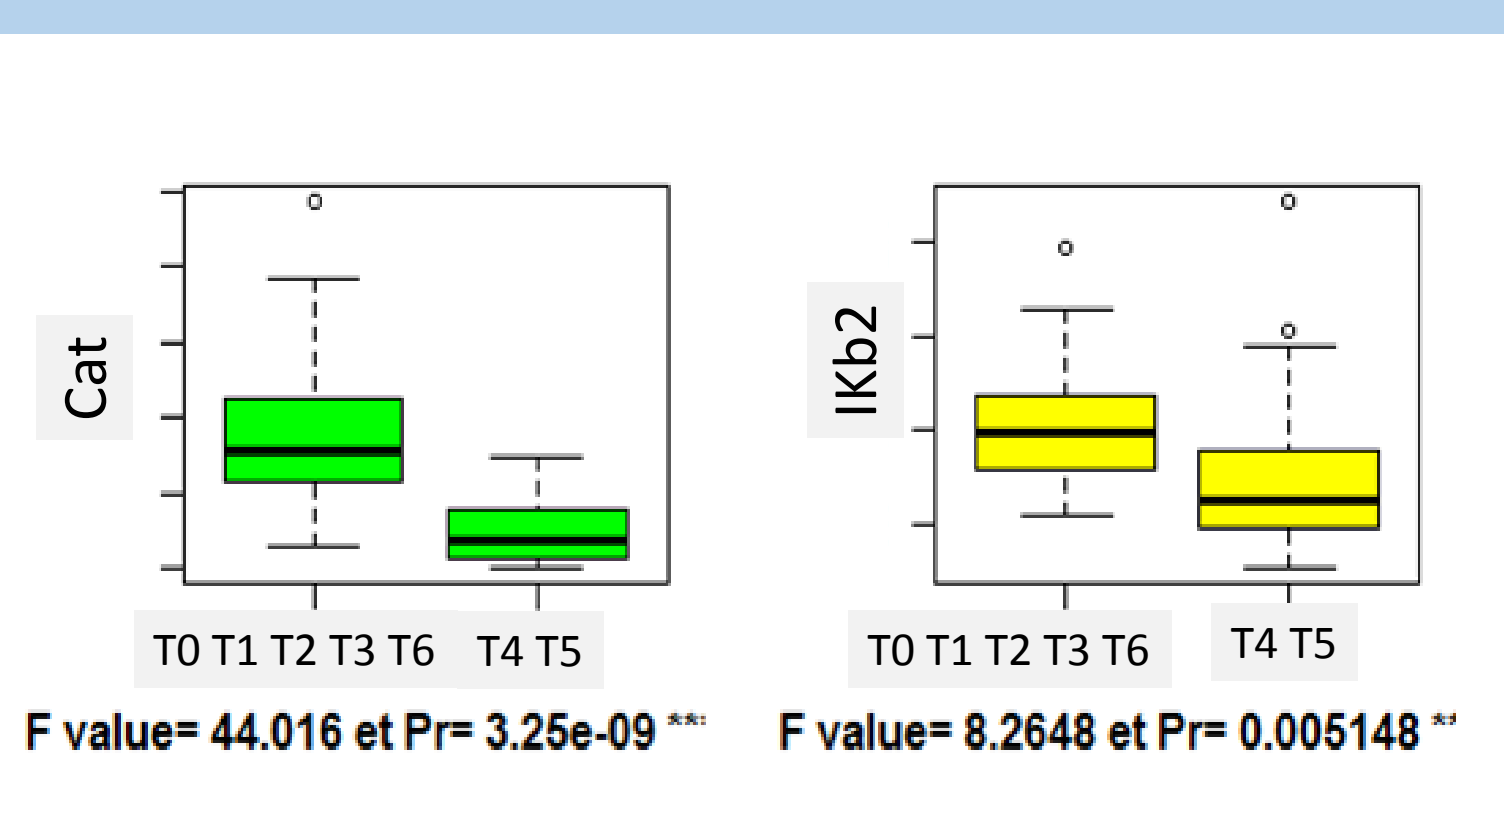 Cat
IKb2
T0 T1 T2 T3 T6
T4 T5
T0 T1 T2 T3 T6
T4 T5
F value= 44.016 et Pr= 3.25e-09 **
F value= 8.2648 et Pr= 0.005148 *